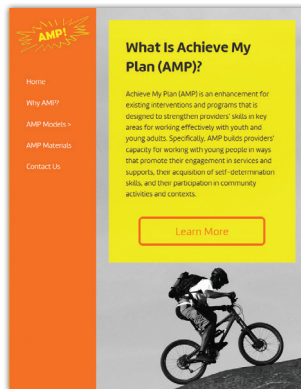 AMP!
Home
Why AMP?
AMP Models >
AMP Materials
Contact Us
What Is Achieve My
Plan (AMP)?
Achieve My Plan (AMP) is an enhancement for
existing interventions and programs that is
designed to strengthen providers' skills in key
areas for working effectively with youth and
young adults. Specifically, AMP builds providers'
capacity for working with young people in ways
that promote their engagement in services and
supports, their acquisition of self-determination
skills, and their participation in community
activities and contexts.
Learn More